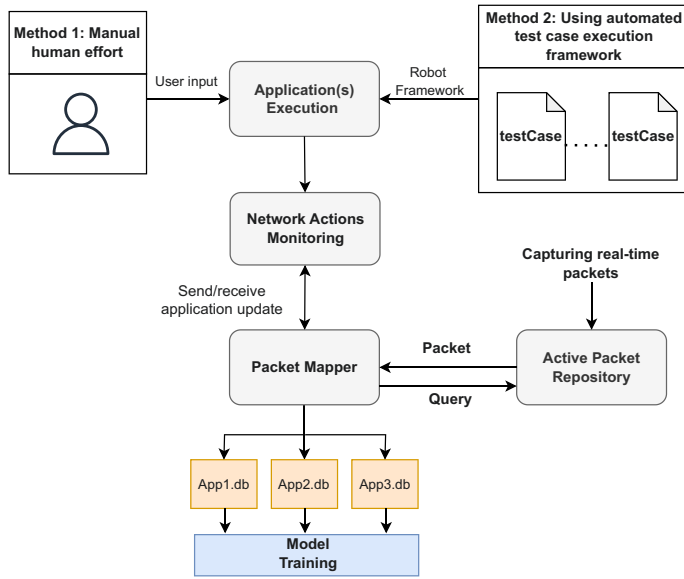 Method 1: Manual
human effort
Method 2: Using automated
test case execution
framework
User input
Application(s)
Execution
Robot
Framework
testCase
. . . . .
testCase
Network Actions
Monitoring
Capturing real-time
packets
Send/receive
application update
Packet Mapper
Packet
Query
Active Packet
Repository
App1.db
App2.db
App3.db
Model
Training